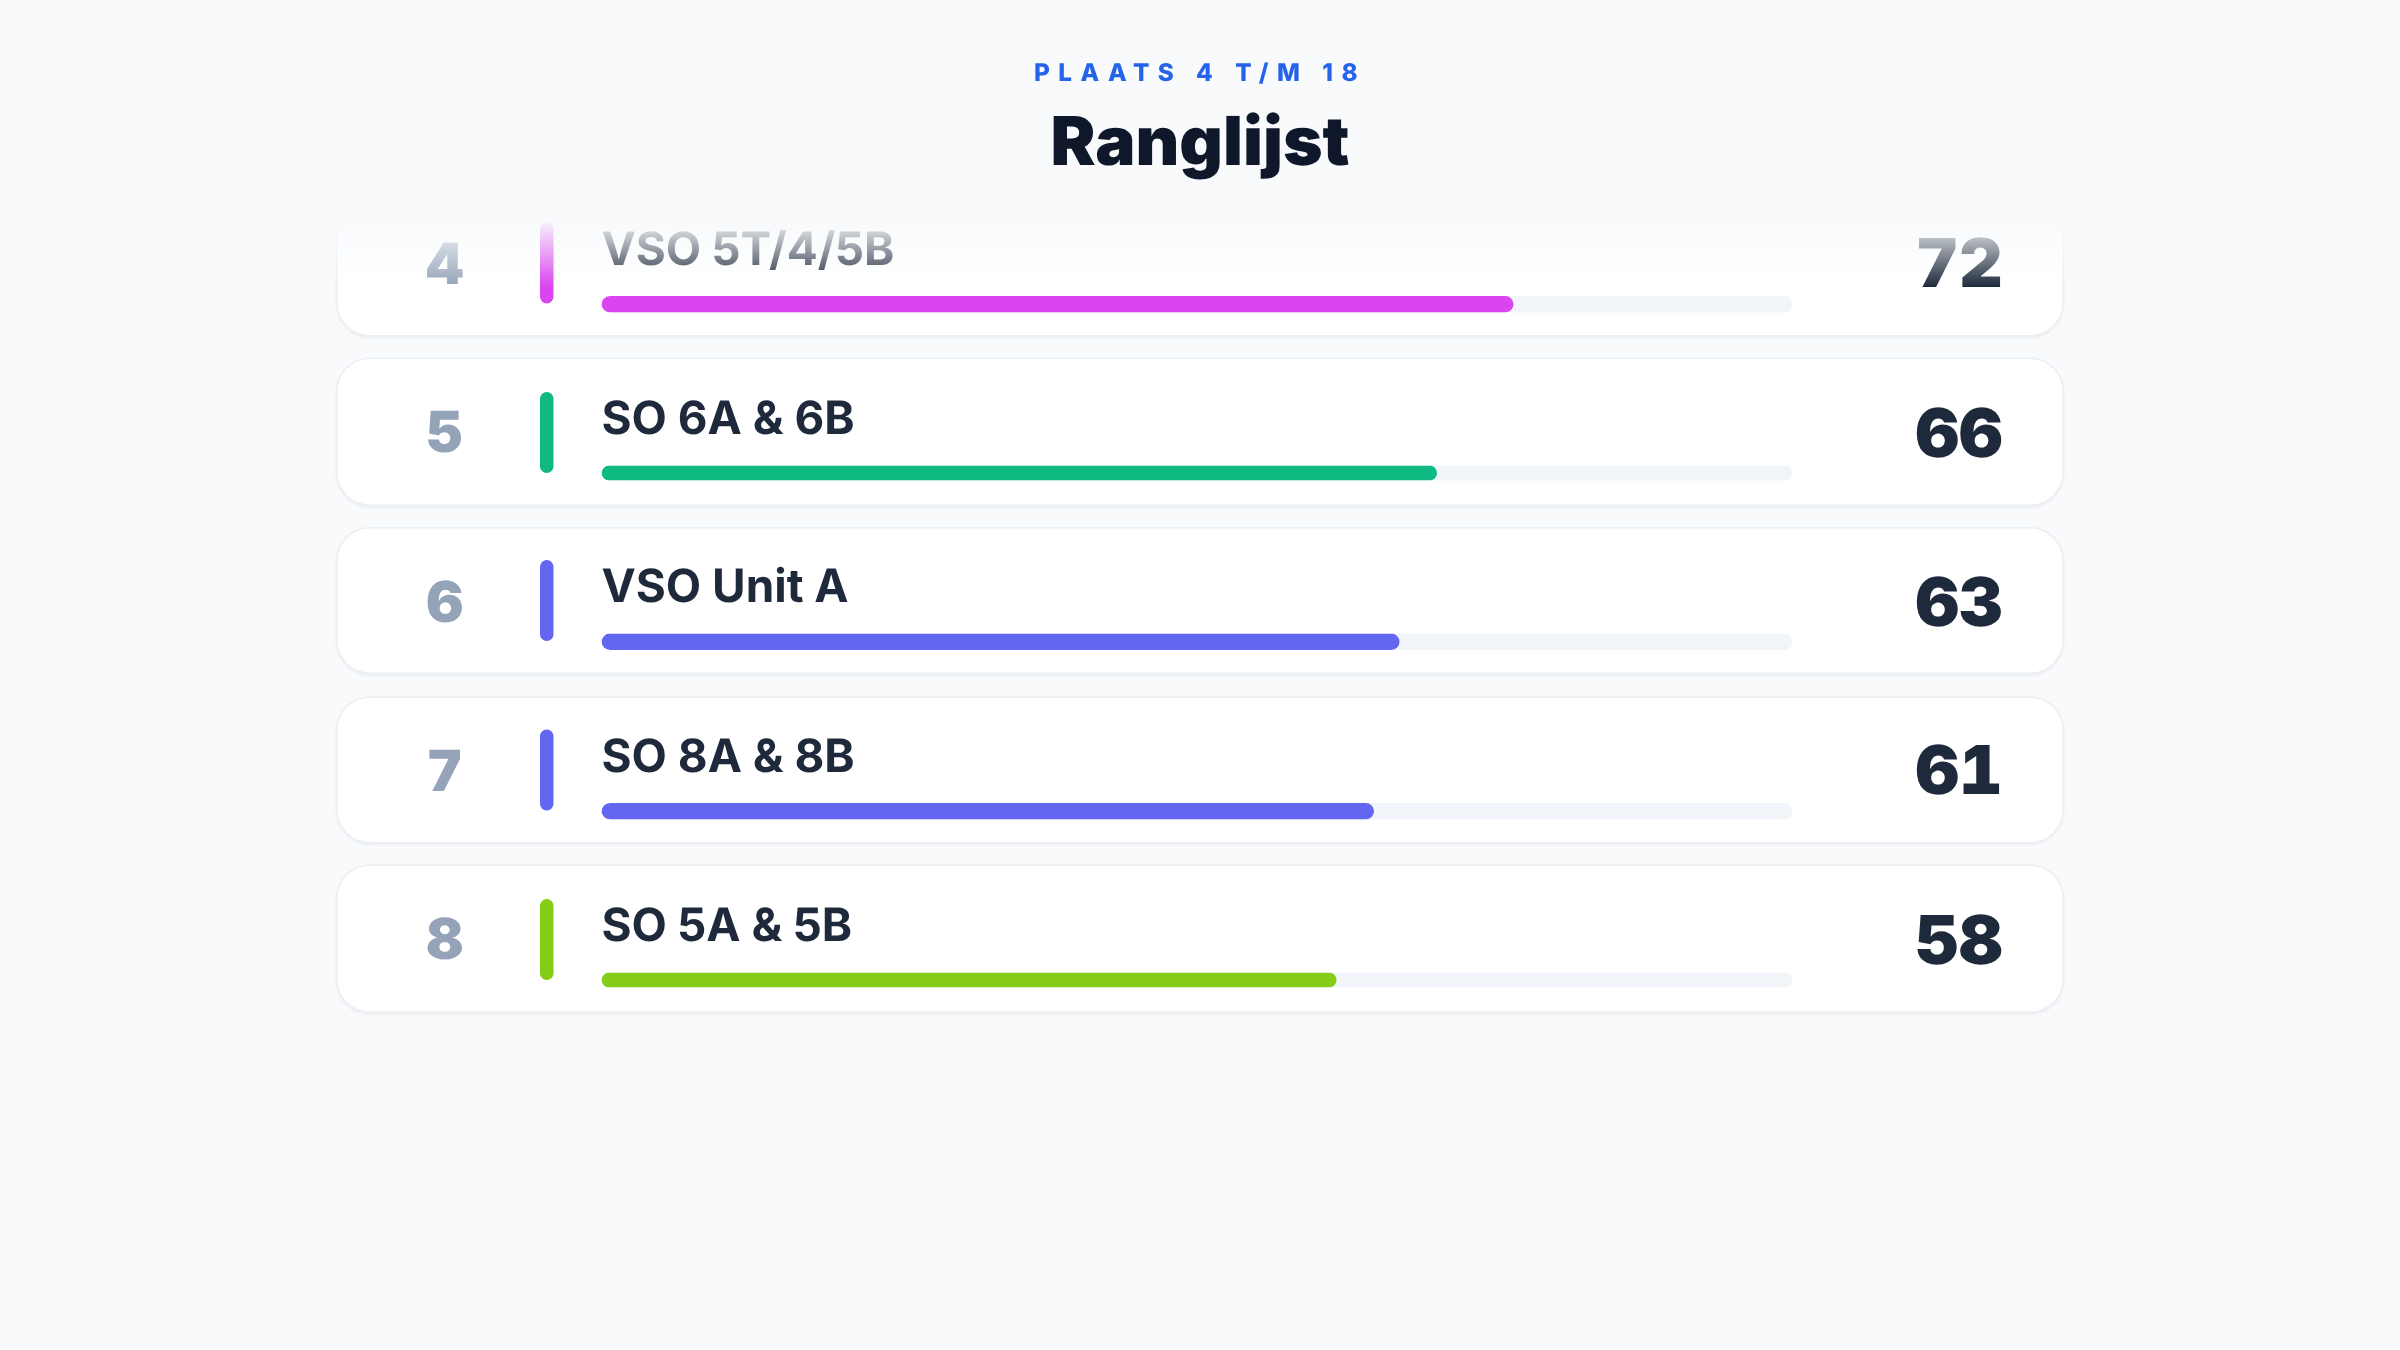 PLAATS 4 T/M 18
Ranglijst
4 VSO 5T/4/5B 72
5 SO 6A & 6B 66
6 VSO Unit A 63
7 SO 8A & 8B 61
8 SO 5A & 5B 58